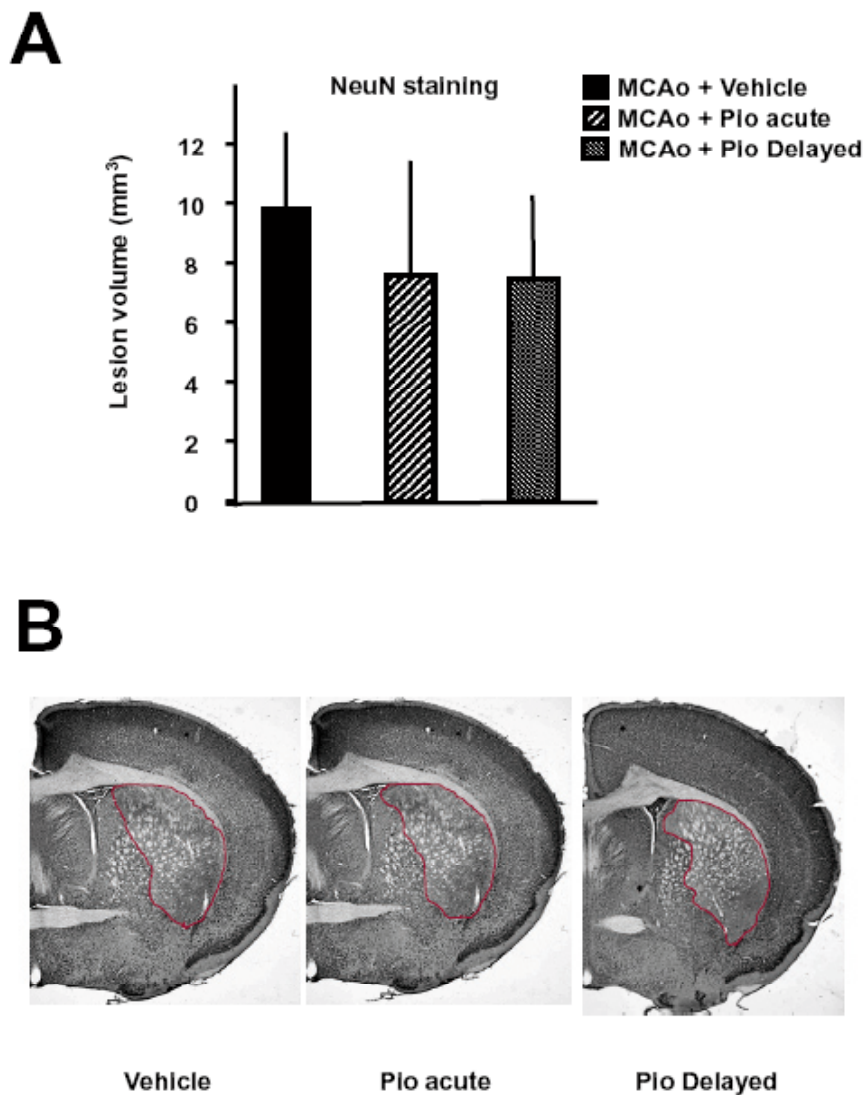 A
NeuN staining
MCAo + Vehicle
MCAo + Pio acute
MCAo + Pio Delayed
Lesion volume (mm³)
12
10
8
6
4
2
0
B
Vehicle
Pio acute
Pio Delayed